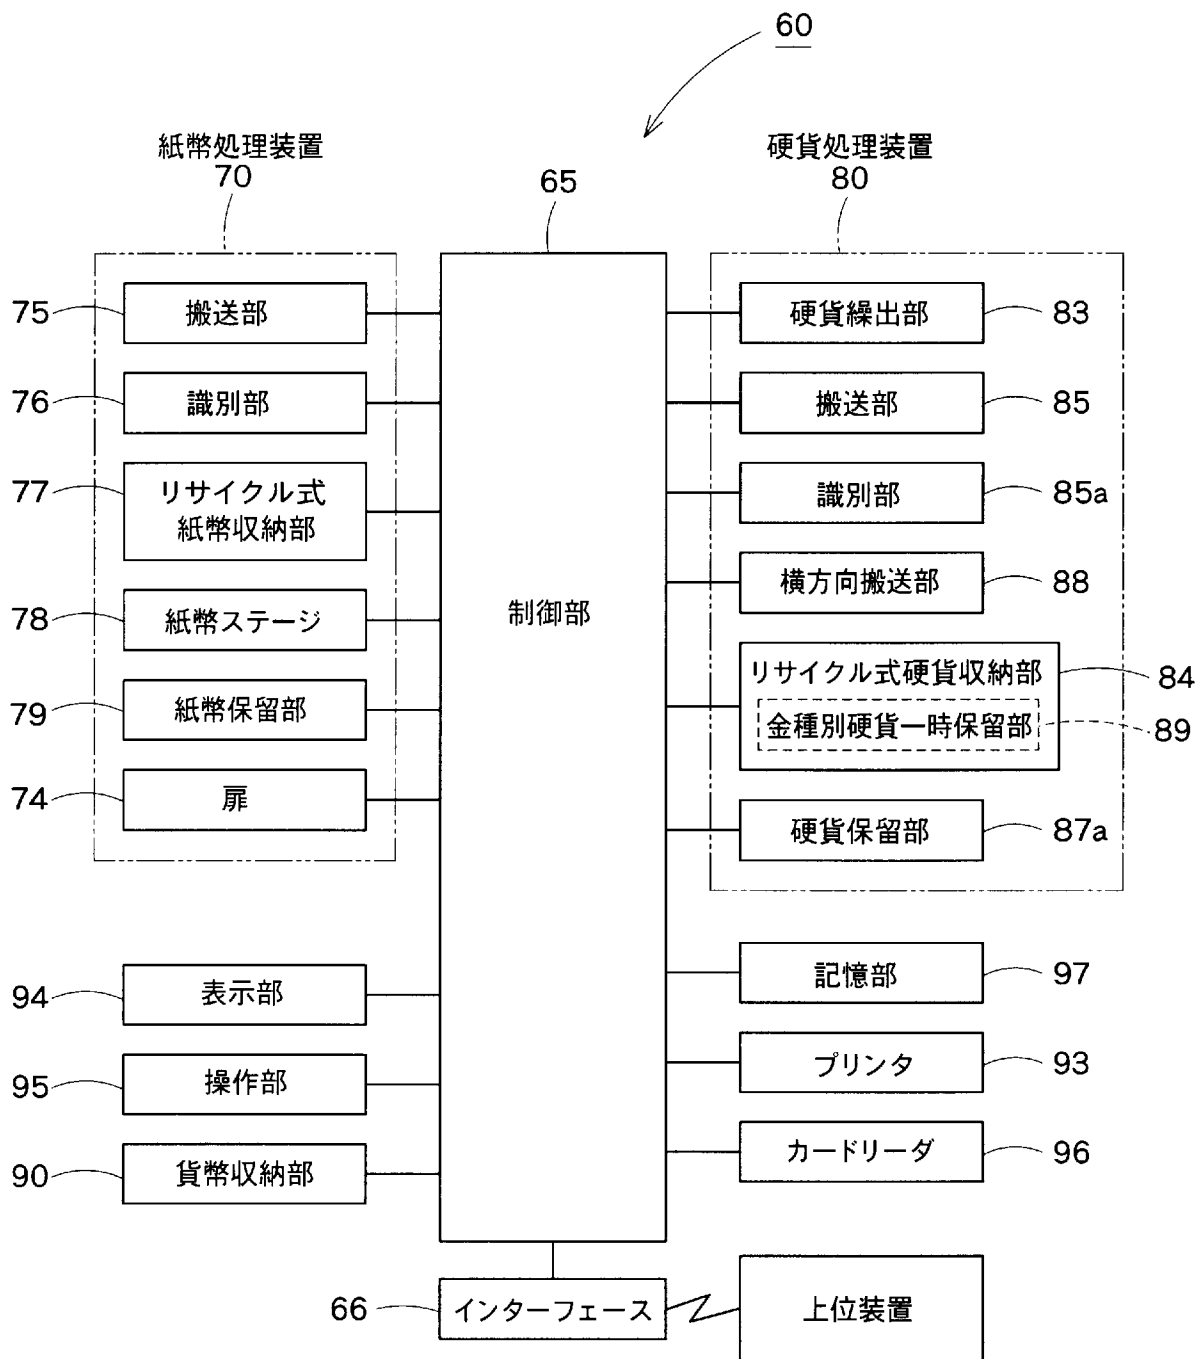 60
紙幣処理装置
70
65
硬貨処理装置
80
75
搬送部
76
識別部
77
リサイクル式
紙幣収納部
78
紙幣ステージ
79
紙幣保留部
74
扉
94
表示部
95
操作部
90
貨幣収納部
制御部
硬貨繰出部
83
搬送部
85
識別部
85a
横方向搬送部
88
リサイクル式硬貨収納部
84
金種別硬貨一時保留部
89
硬貨保留部
87a
記憶部
97
プリンタ
93
カードリーダ
96
66
インターフェース
上位装置